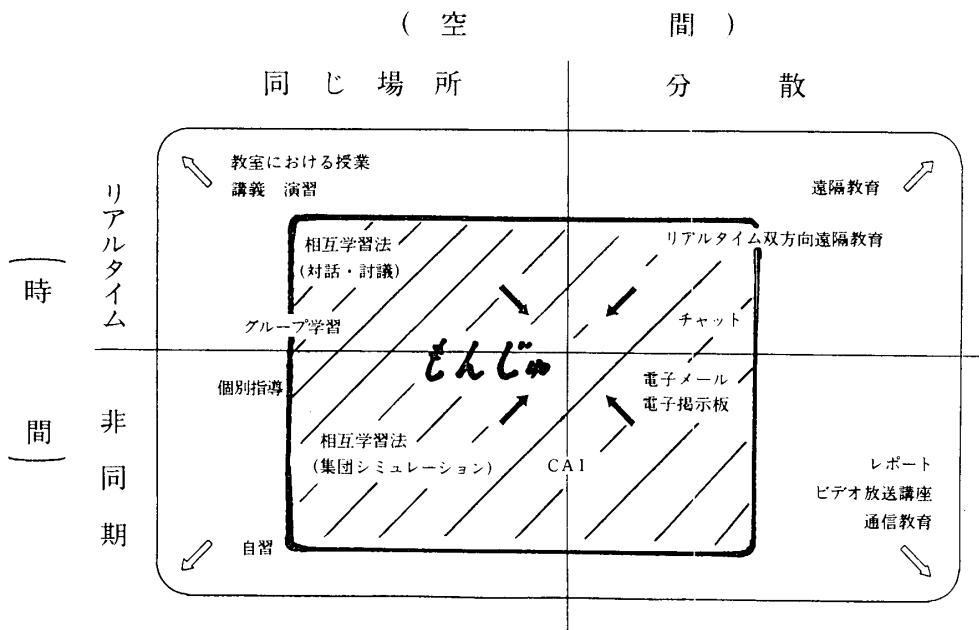 (空間)
同じ場所 分散
教室における授業
講義 演習
遠隔教育
リアルタイム
相互学習法
(対話・討議)
リアルタイム双方向遠隔教育
グループ学習
チャット
(時間)
もんじゅ
個別指導
電子メール
電子掲示板
非同期
相互学習法
(集団シミュレーション)
CAI
レポート
ビデオ放送講座
通信教育
自習